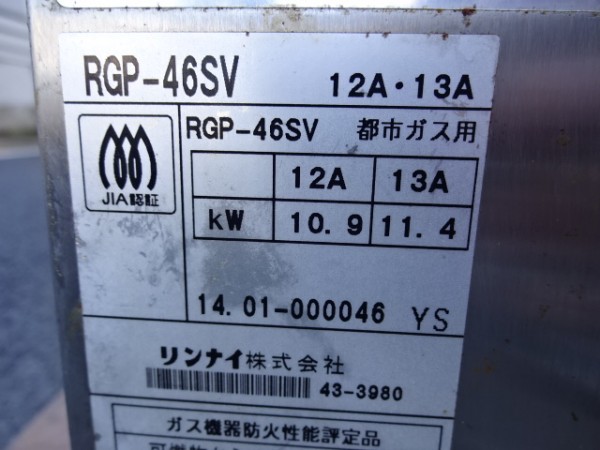 RGP-46SV 12A・13A
JIA認証
RGP-46SV 都市ガス用
12A 13A
kW 10.9 11.4
14.01-000046 YS
リンナイ株式会社
43-3980
ガス機器防火性能評定品